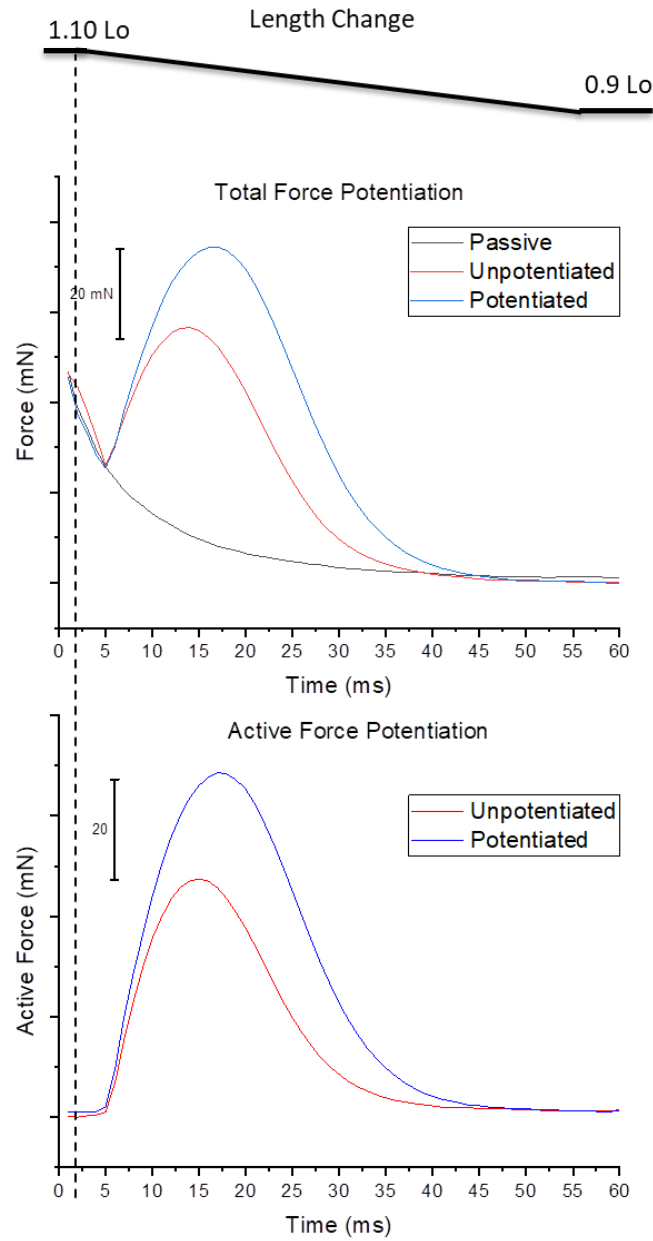 Length Change
1.10 Lo
0.9 Lo
Total Force Potentiation
Passive
Unpotentiated
Potentiated
20 mN
Force (mN)
0 5 10 15 20 25 30 35 40 45 50 55 60
Time (ms)
Active Force Potentiation
Unpotentiated
Potentiated
20
Active Force (mN)
0 5 10 15 20 25 30 35 40 45 50 55 60
Time (ms)